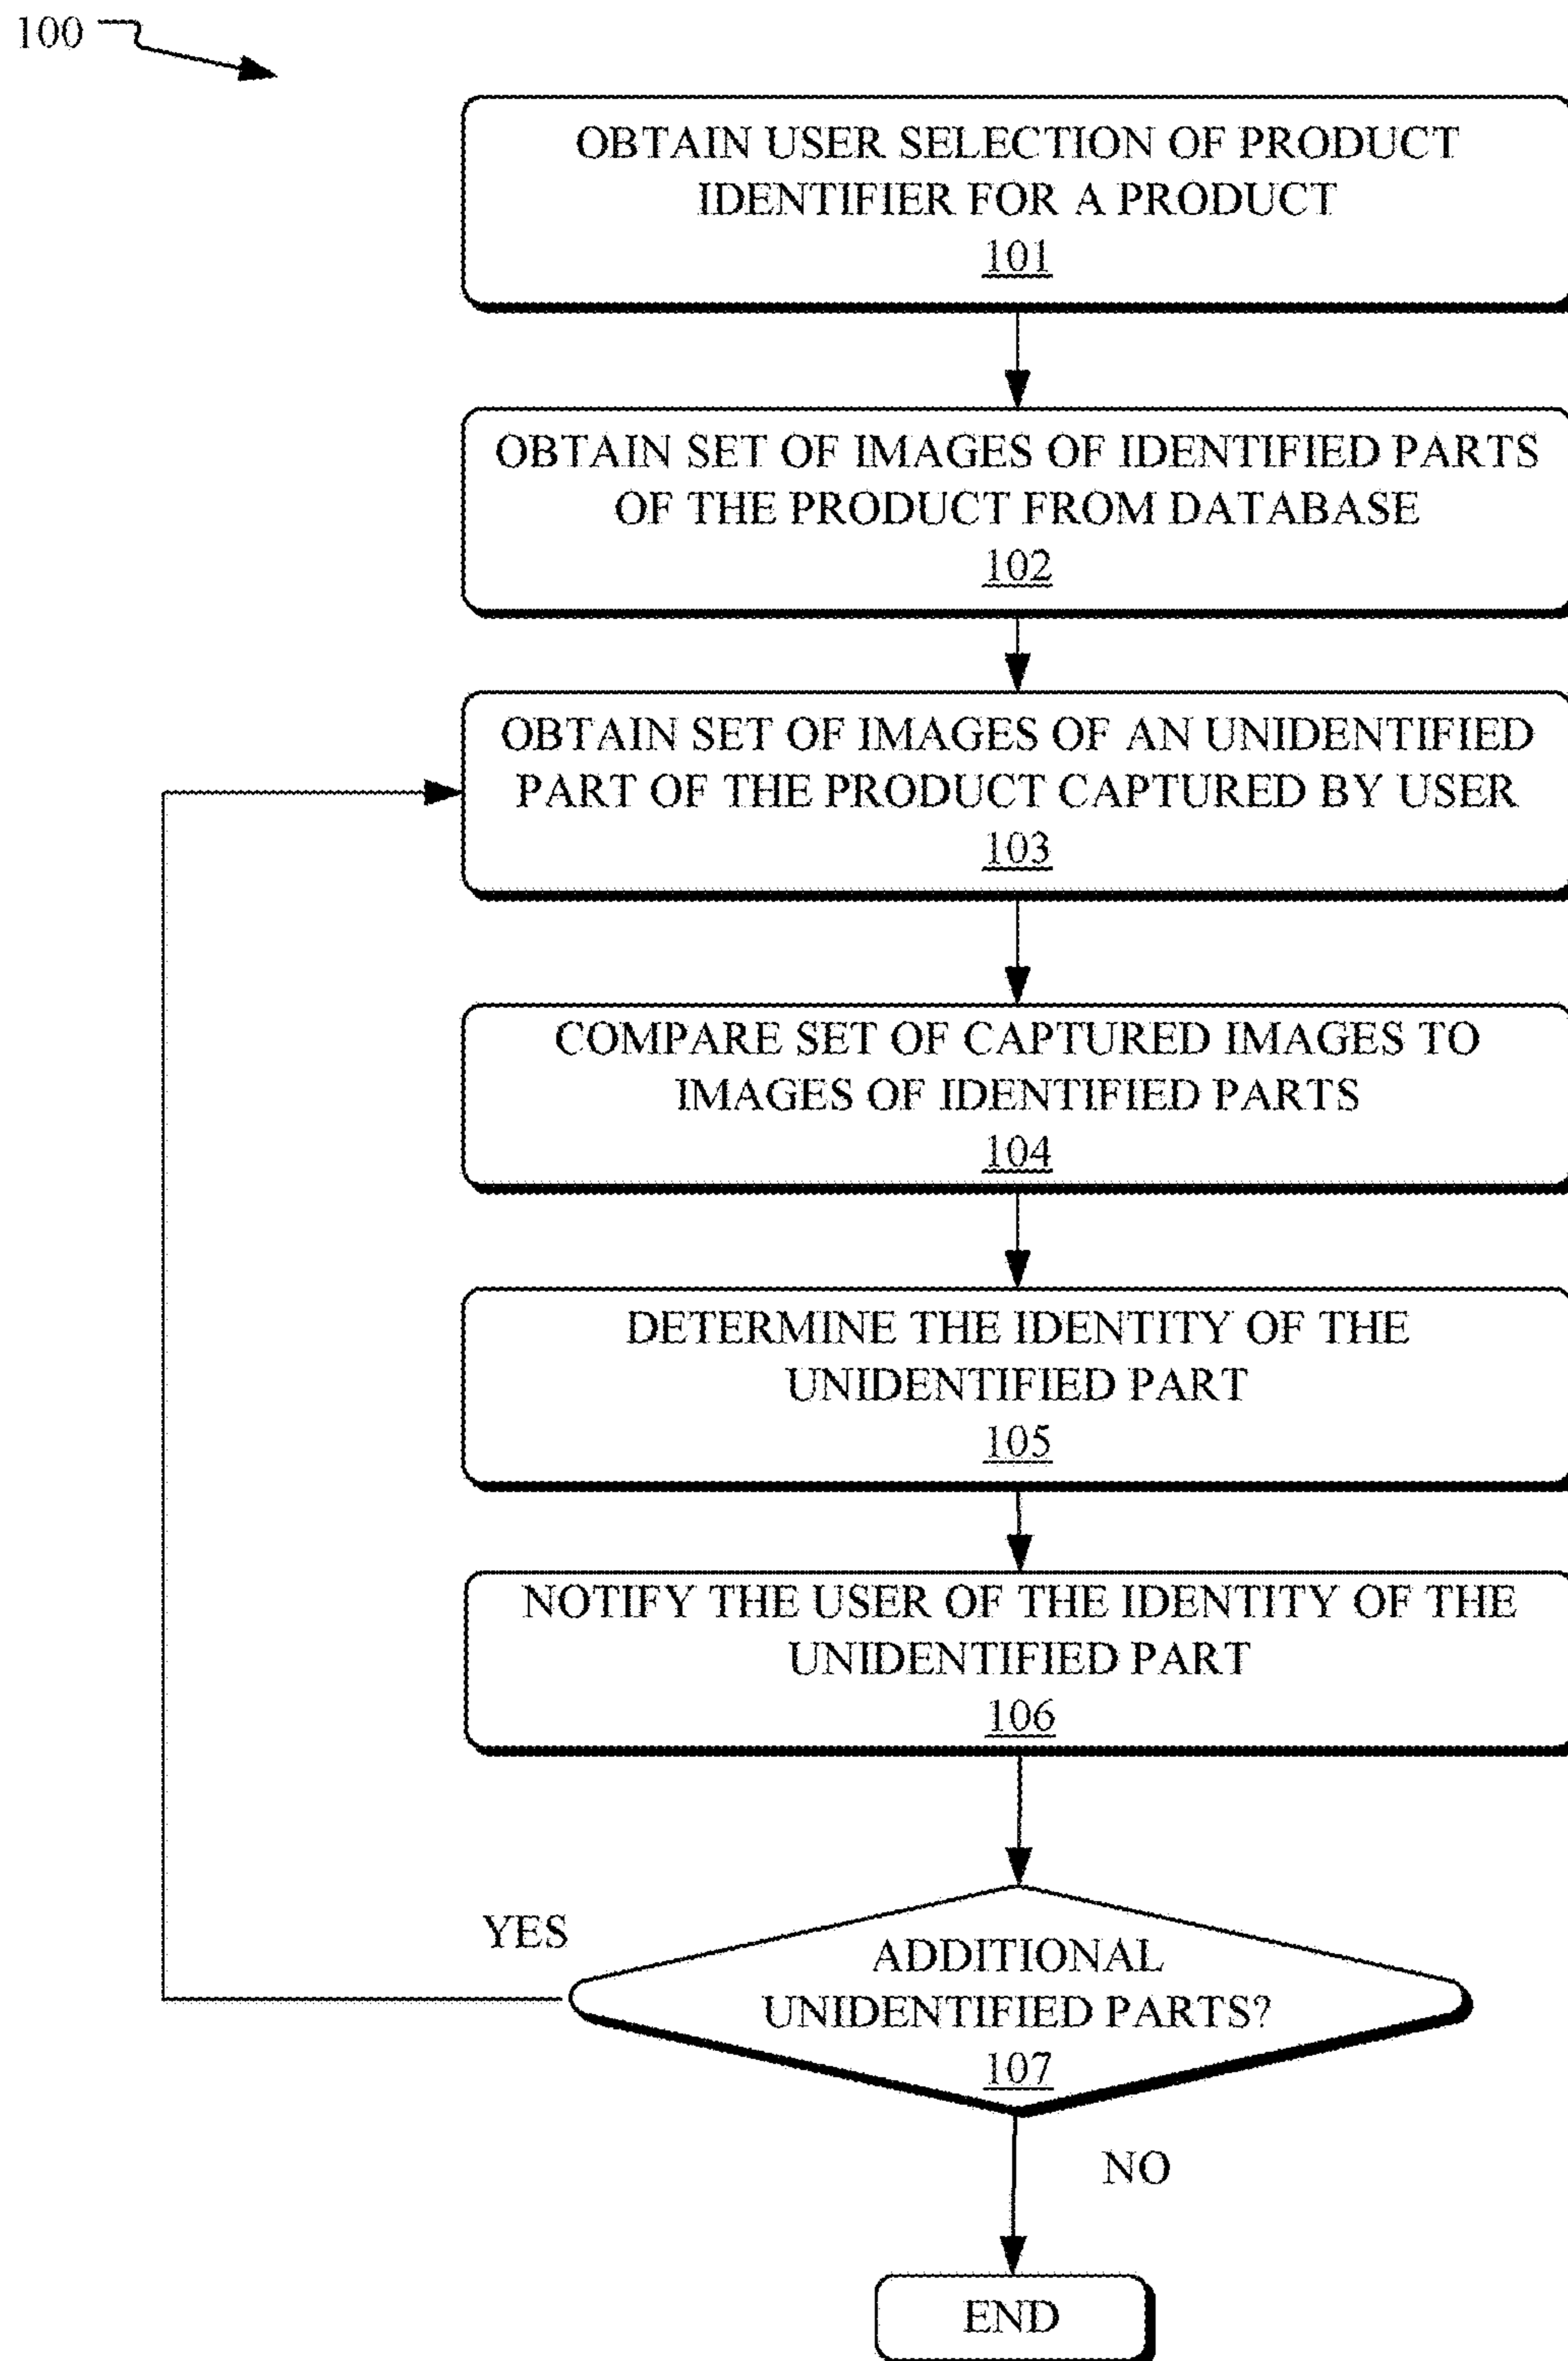 100
OBTAIN USER SELECTION OF PRODUCT
IDENTIFIER FOR A PRODUCT
101
OBTAIN SET OF IMAGES OF IDENTIFIED PARTS
OF THE PRODUCT FROM DATABASE
102
OBTAIN SET OF IMAGES OF AN UNIDENTIFIED
PART OF THE PRODUCT CAPTURED BY USER
103
COMPARE SET OF CAPTURED IMAGES TO
IMAGES OF IDENTIFIED PARTS
104
DETERMINE THE IDENTITY OF THE
UNIDENTIFIED PART
105
NOTIFY THE USER OF THE IDENTITY OF THE
UNIDENTIFIED PART
106
YES
ADDITIONAL
UNIDENTIFIED PARTS?
107
NO
END